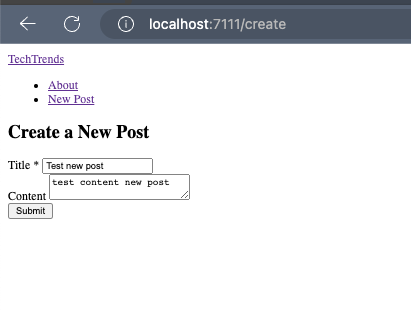 localhost:7111/create
TechTrends
About
New Post
Create a New Post
Title * Test new post
Content test content new post
Submit